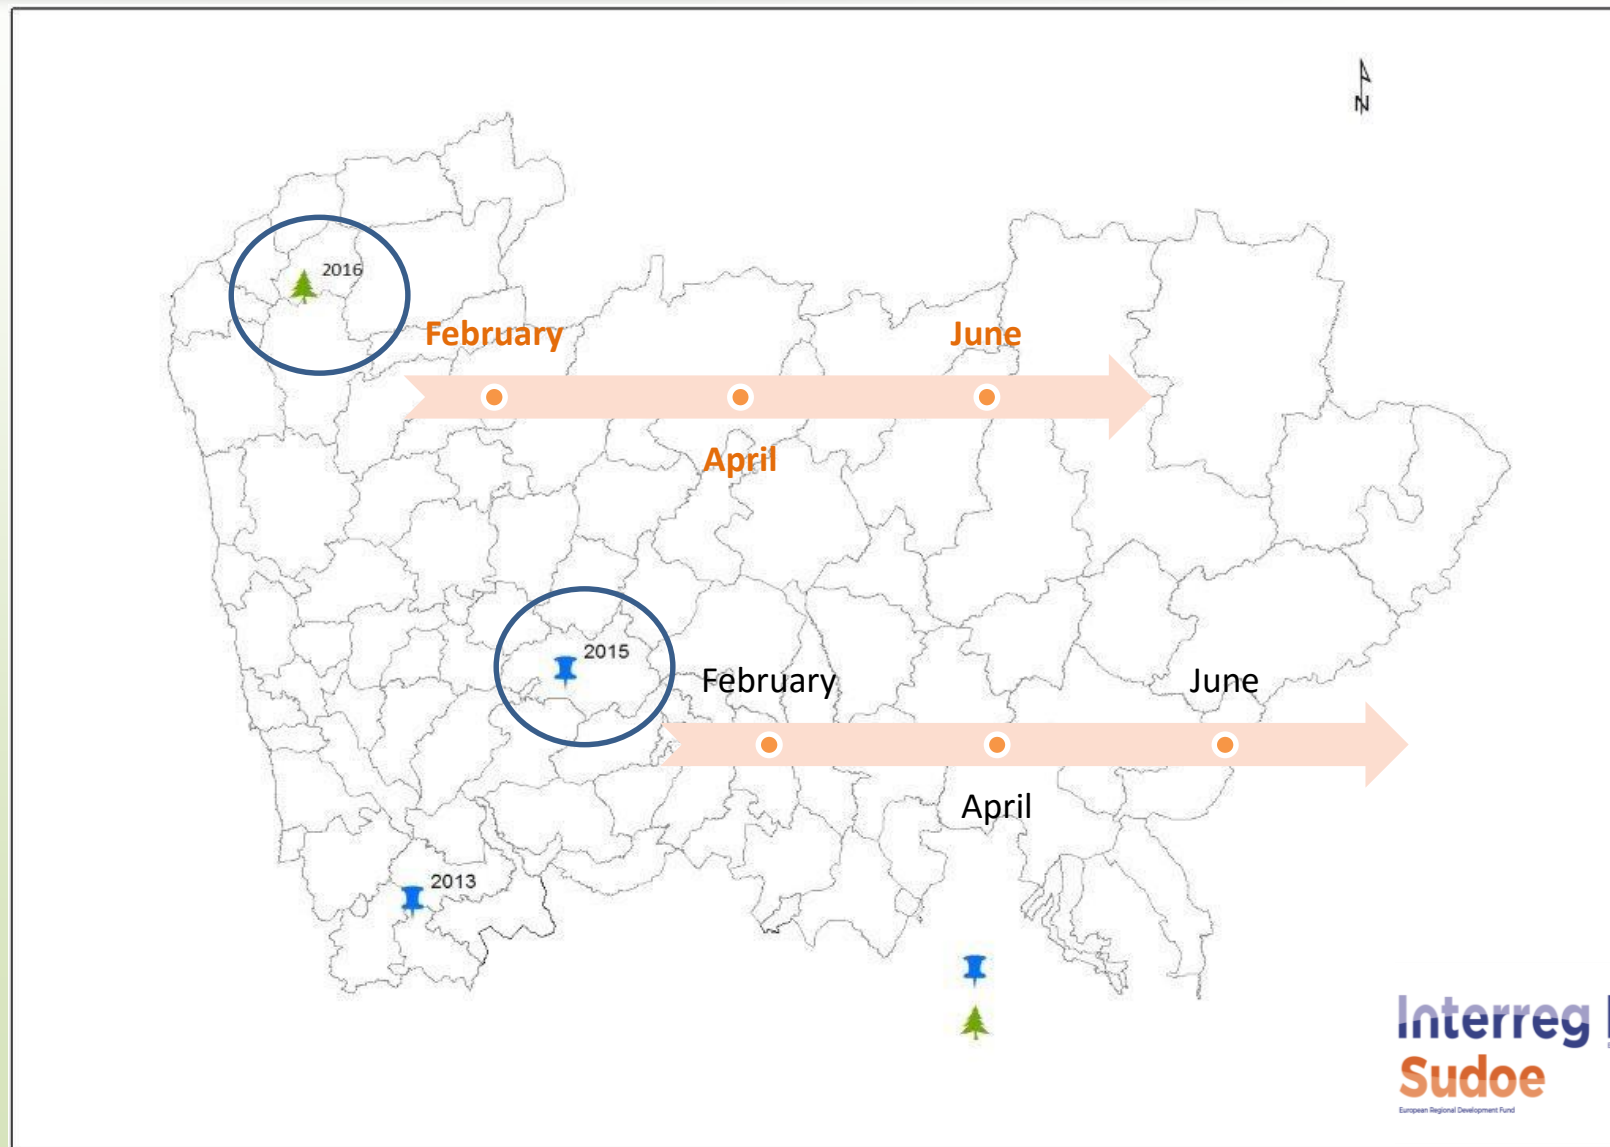 N
2016
February
June
April
2015
February
June
April
2013
Interreg
Sudoe
European Regional Development Fund